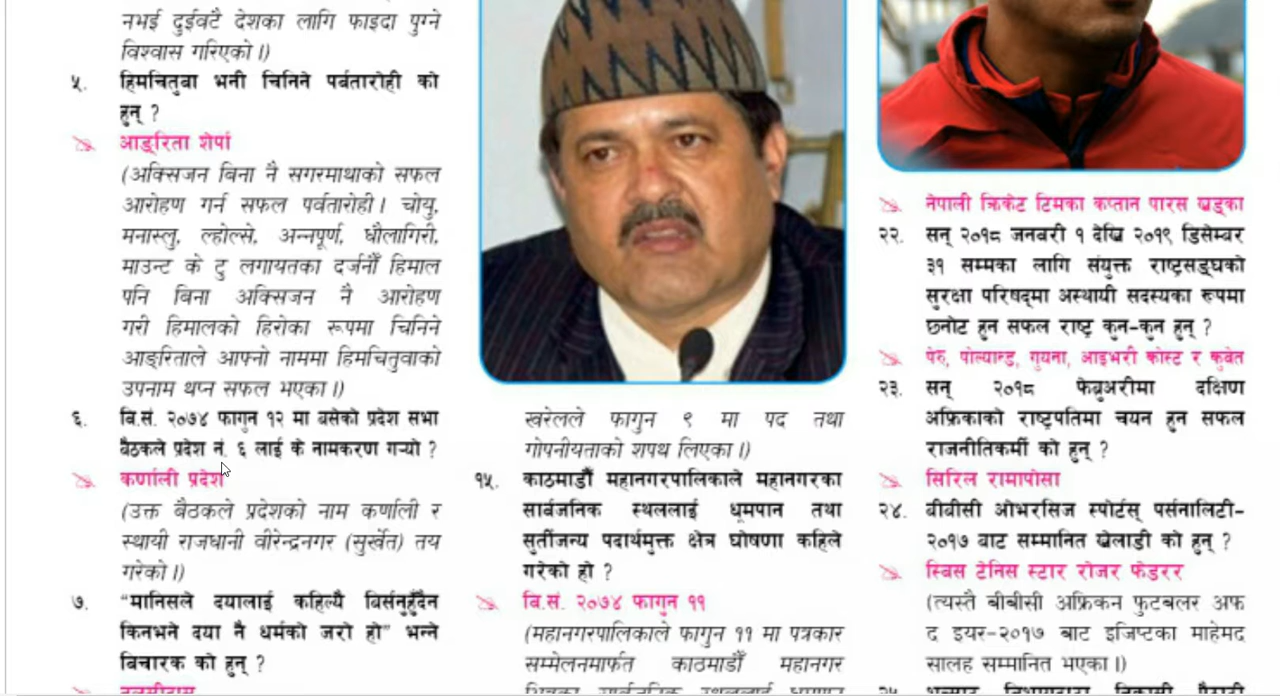 नभई दुईवटै देशका लागि फाइदा पुग्ने
विश्वास गरिएको।)
५. हिमचितुवा भनी चिनिने पर्वतारोही को
हुन् ?
आङ्रिता शेर्पा
(अक्सिजन बिना नै सगरमाथाको सफल
आरोहण गर्न सफल पर्वतारोही। चोयु,
मनास्लु, ल्होत्से, अन्नपूर्ण, धौलागिरी,
माउन्ट के टु लगायतका दर्जनौँ हिमाल
पनि बिना अक्सिजन नै आरोहण
गरी हिमालको हिरोका रूपमा चिनिने
आङ्रिताले आफ्नो नाममा हिमचितुवाको
उपनाम थप्न सफल भएका।)
६. वि.सं. २०७४ फागुन १२ मा बसेको प्रदेश सभा
बैठकले प्रदेश नं. ६ लाई के नामकरण गऱ्यो ?
कर्णाली प्रदेश
(उक्त बैठकले प्रदेशको नाम कर्णाली र
स्थायी राजधानी वीरेन्द्रनगर (सुर्खेत) तय
गरेको।)
७. “मानिसले दयालाई कहिल्यै बिर्सनुहुँदैन
किनभने दया नै धर्मको जरो हो” भन्ने
विचारक को हुन् ?
तुलसीदास
खरेलले फागुन ९ मा पद तथा
गोपनीयताको शपथ लिएका।)
१५. काठमाडौँ महानगरपालिकाले महानगरका
सार्वजनिक स्थललाई धूमपान तथा
सुर्तीजन्य पदार्थमुक्त क्षेत्र घोषणा कहिले
गरेको हो ?
वि.सं. २०७४ फागुन ११
(महानगरपालिकाले फागुन ११ मा पत्रकार
सम्मेलनमार्फत काठमाडौँ महानगर
भित्रका सार्वजनिक स्थललाई धूमपान
नेपाली क्रिकेट टिमका कप्तान पारस खड्का
२२. सन् २०१८ जनवरी १ देखि २०१९ डिसेम्बर
३१ सम्मका लागि संयुक्त राष्ट्रसङ्घको
सुरक्षा परिषद्‌मा अस्थायी सदस्यका रूपमा
छनोट हुन सफल राष्ट्र कुन-कुन हुन् ?
पेरु, पोल्यान्ड, गुयना, आइभरी कोस्ट र कुवेत
२३. सन् २०१८ फेब्रुअरीमा दक्षिण
अफ्रिकाको राष्ट्रपतिमा चयन हुन सफल
राजनीतिकर्मी को हुन् ?
सिरिल रामापोसा
२४. बीबीसी ओभरसिज स्पोर्टस् पर्सनालिटी-
२०१७ बाट सम्मानित खेलाडी को हुन् ?
स्विस टेनिस स्टार रोजर फेडरर
(त्यस्तै बीबीसी अफ्रिकन फुटबलर अफ
द इयर-२०१७ बाट इजिप्टका माहेमद
सालह सम्मानित भएका।)
२५